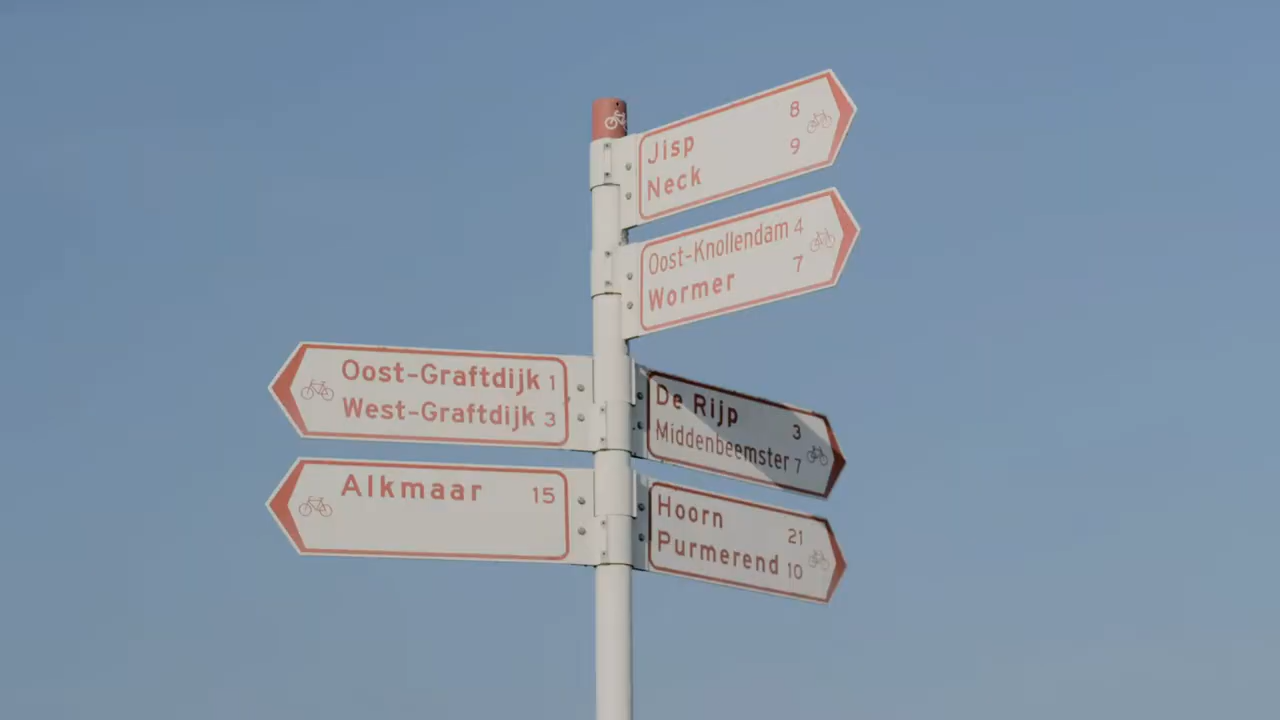 Jisp 8
Neck 9
Oost-Knollendam 4
Wormer 7
Oost-Graftdijk 1
West-Graftdijk 3
De Rijp 3
Middenbeemster 7
Alkmaar 15
Hoorn 21
Purmerend 10